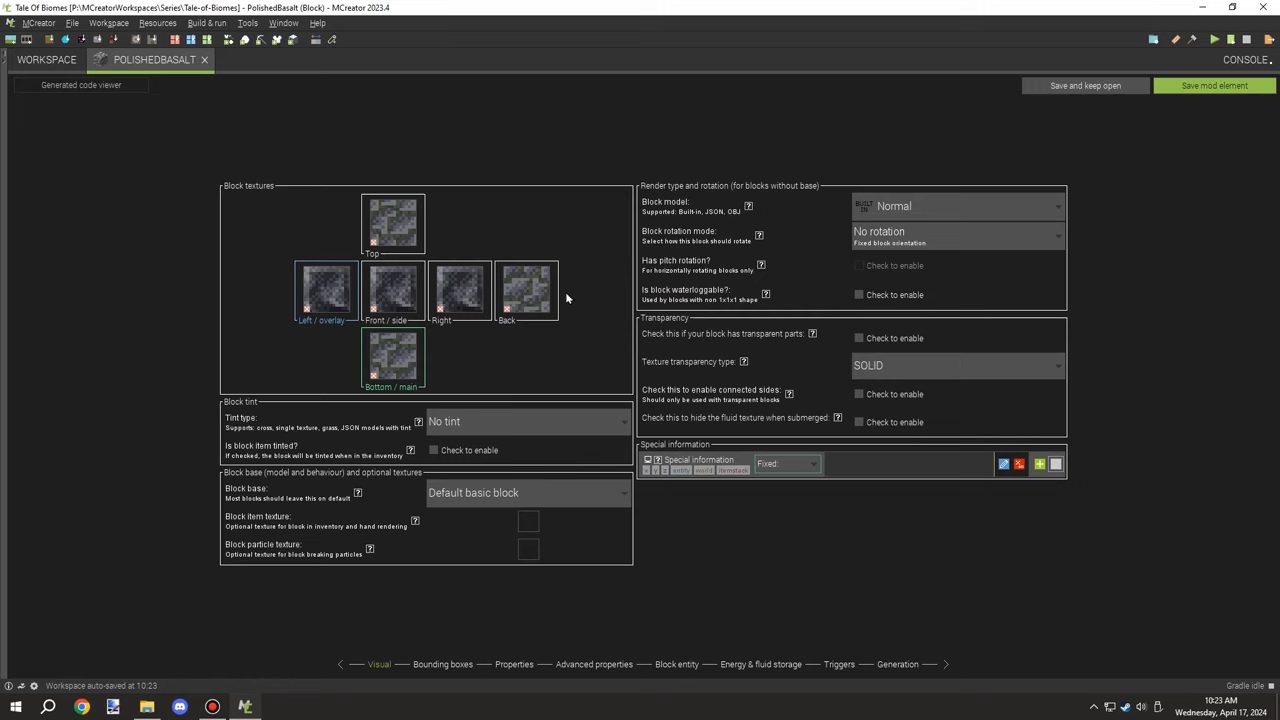 Tale Of Biomes [P:\MCreatorWorkspaces\Series\Tale-of-Biomes] - PolishedBasalt (Block) - MCreator 2023.4
MCreator File Workspace Resources Build & run Tools Window Help
WORKSPACE POLISHEDBASALT CONSOLE
Generated code viewer Save and keep open Save mod element
Block textures
Top
Left / overlay Front / side Right Back
Bottom / main
Block tint
Tint type: ? No tint
Supports: cross, single texture, grass, JSON models with tint
Is block item tinted? ? Check to enable
If checked, the block will be tinted when in the inventory
Block base (model and behaviour) and optional textures
Block base: ? Default basic block
Most blocks should leave this on default
Block item texture: ?
Optional texture for block in inventory and hand rendering
Block particle texture: ?
Optional texture for block breaking particles
Render type and rotation (for blocks without base)
Block model: ? BUILT IN Normal
Supported: Built-in, JSON, OBJ
Block rotation mode: ? No rotation
Select how this block should rotate Fixed block orientation
Has pitch rotation? ? Check to enable
For horizontally rotating blocks only
Is block waterloggable?: ? Check to enable
Used by blocks with non 1x1x1 shape
Transparency
Check this if your block has transparent parts: ? Check to enable
Texture transparency type: ? SOLID
Check this to enable connected sides: ? Check to enable
Should only be used with transparent blocks
Check this to hide the fluid texture when submerged: ? Check to enable
Special information
? Special information Fixed:
x y z entity world itemstack
Visual Bounding boxes Properties Advanced properties Block entity Energy & fluid storage Triggers Generation
Workspace auto-saved at 10:23 Gradle idle
10:23 AM
Wednesday, April 17, 2024